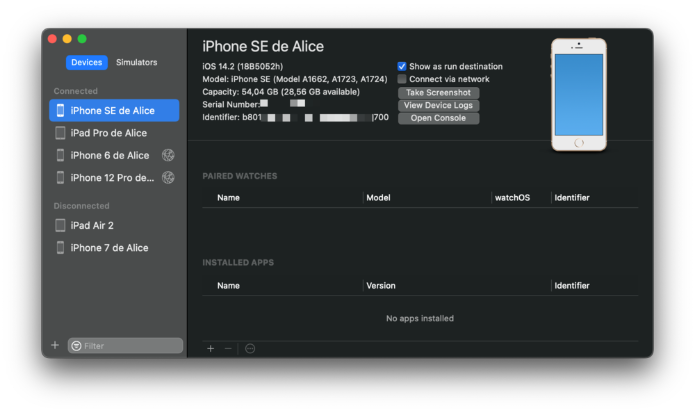 Devices
Simulators
Connected
iPhone SE de Alice
iPad Pro de Alice
iPhone 6 de Alice
iPhone 12 Pro de...
Disconnected
iPad Air 2
iPhone 7 de Alice
Filter
iPhone SE de Alice
iOS 14.2 (18B5052h)
Model: iPhone SE (Model A1662, A1723, A1724)
Capacity: 54,04 GB (28,56 GB available)
Serial Number:
Identifier: b801 700
Show as run destination
Connect via network
Take Screenshot
View Device Logs
Open Console
PAIRED WATCHES
Name Model watchOS Identifier
INSTALLED APPS
Name Version Identifier
No apps installed